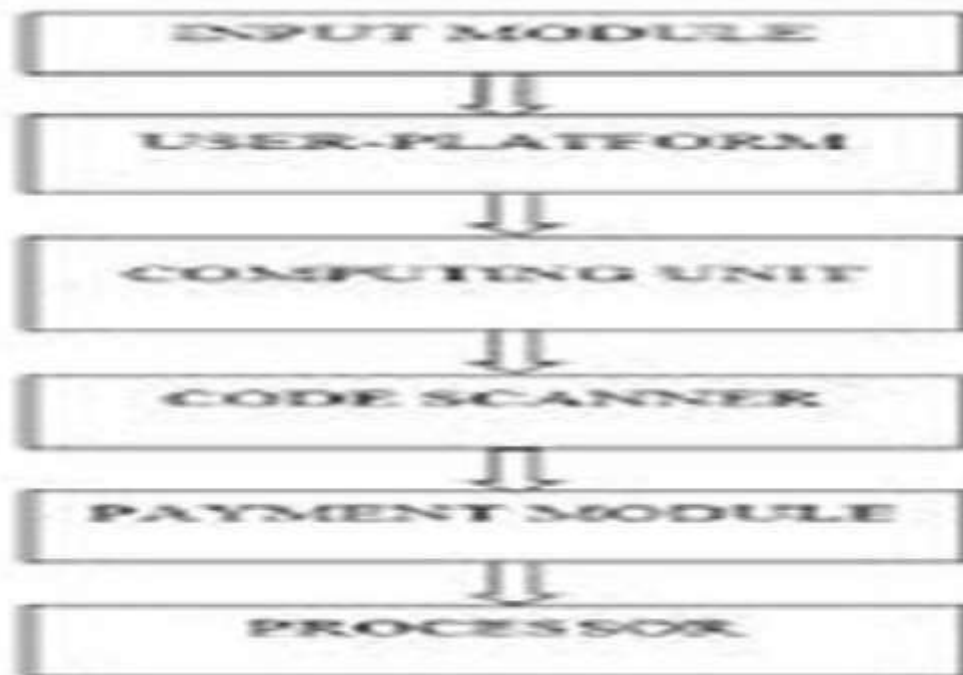 INPUT MODULE
USER-PLATFORM
COMPUTING UNIT
CODE SCANNER
PAYMENT MODULE
PROCESSOR